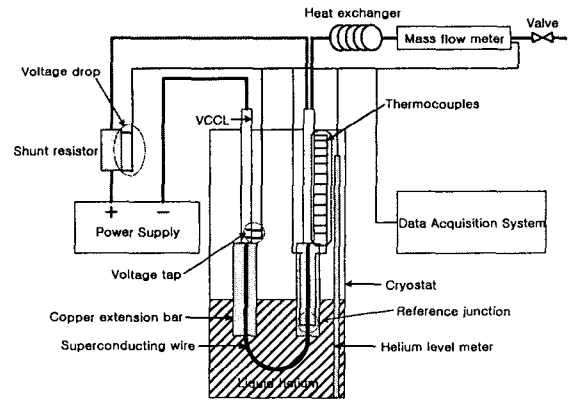 Heat exchanger
Mass flow meter
Valve
Voltage drop
VCCL
Thermocouples
Shunt resistor
+
−
Power Supply
Data Acquisition System
Voltage tap
Cryostat
Copper extension bar
Reference junction
Superconducting wire
Helium level meter
Liquid helium